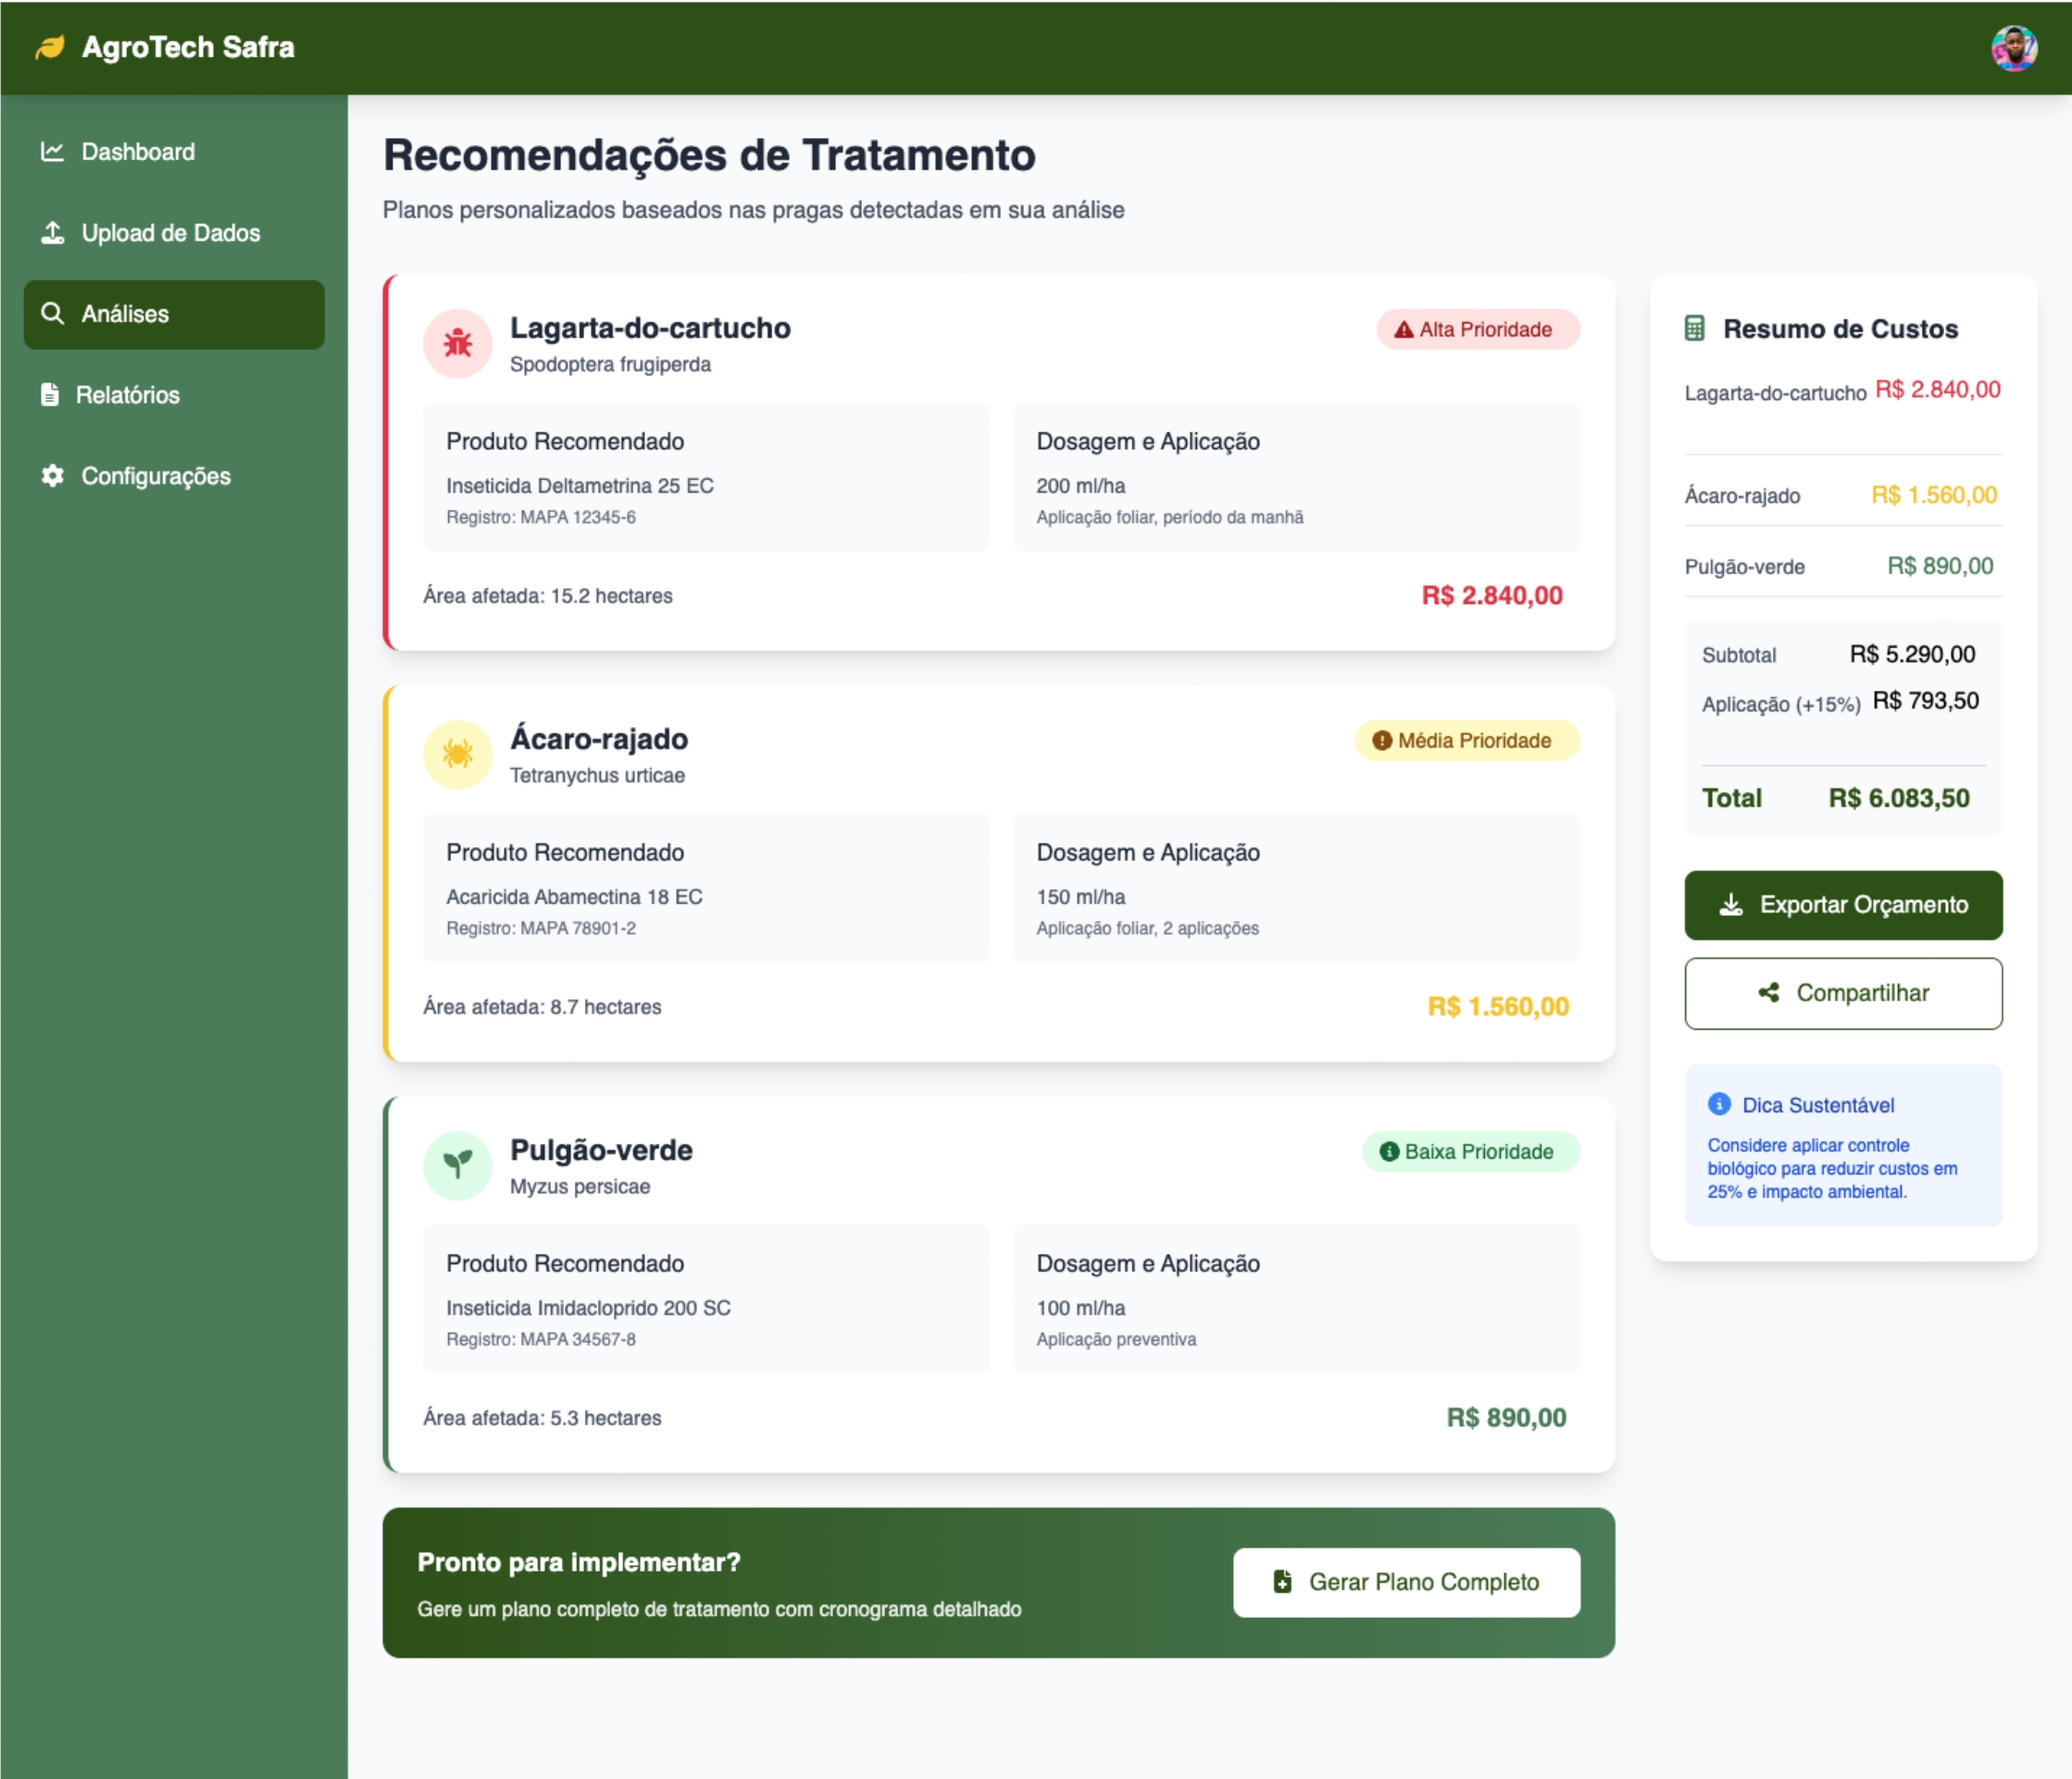 AgroTech Safra
Dashboard
Upload de Dados
Análises
Relatórios
Configurações
Recomendações de Tratamento
Planos personalizados baseados nas pragas detectadas em sua análise
Lagarta-do-cartucho
Spodoptera frugiperda
Alta Prioridade
Produto Recomendado
Inseticida Deltametrina 25 EC
Registro: MAPA 12345-6
Dosagem e Aplicação
200 ml/ha
Aplicação foliar, período da manhã
Área afetada: 15.2 hectares
R$ 2.840,00
Ácaro-rajado
Tetranychus urticae
Média Prioridade
Produto Recomendado
Acaricida Abamectina 18 EC
Registro: MAPA 78901-2
Dosagem e Aplicação
150 ml/ha
Aplicação foliar, 2 aplicações
Área afetada: 8.7 hectares
R$ 1.560,00
Pulgão-verde
Myzus persicae
Baixa Prioridade
Produto Recomendado
Inseticida Imidacloprido 200 SC
Registro: MAPA 34567-8
Dosagem e Aplicação
100 ml/ha
Aplicação preventiva
Área afetada: 5.3 hectares
R$ 890,00
Pronto para implementar?
Gere um plano completo de tratamento com cronograma detalhado
Gerar Plano Completo
Resumo de Custos
Lagarta-do-cartucho R$ 2.840,00
Ácaro-rajado R$ 1.560,00
Pulgão-verde R$ 890,00
Subtotal R$ 5.290,00
Aplicação (+15%) R$ 793,50
Total R$ 6.083,50
Exportar Orçamento
Compartilhar
Dica Sustentável
Considere aplicar controle
biológico para reduzir custos em
25% e impacto ambiental.